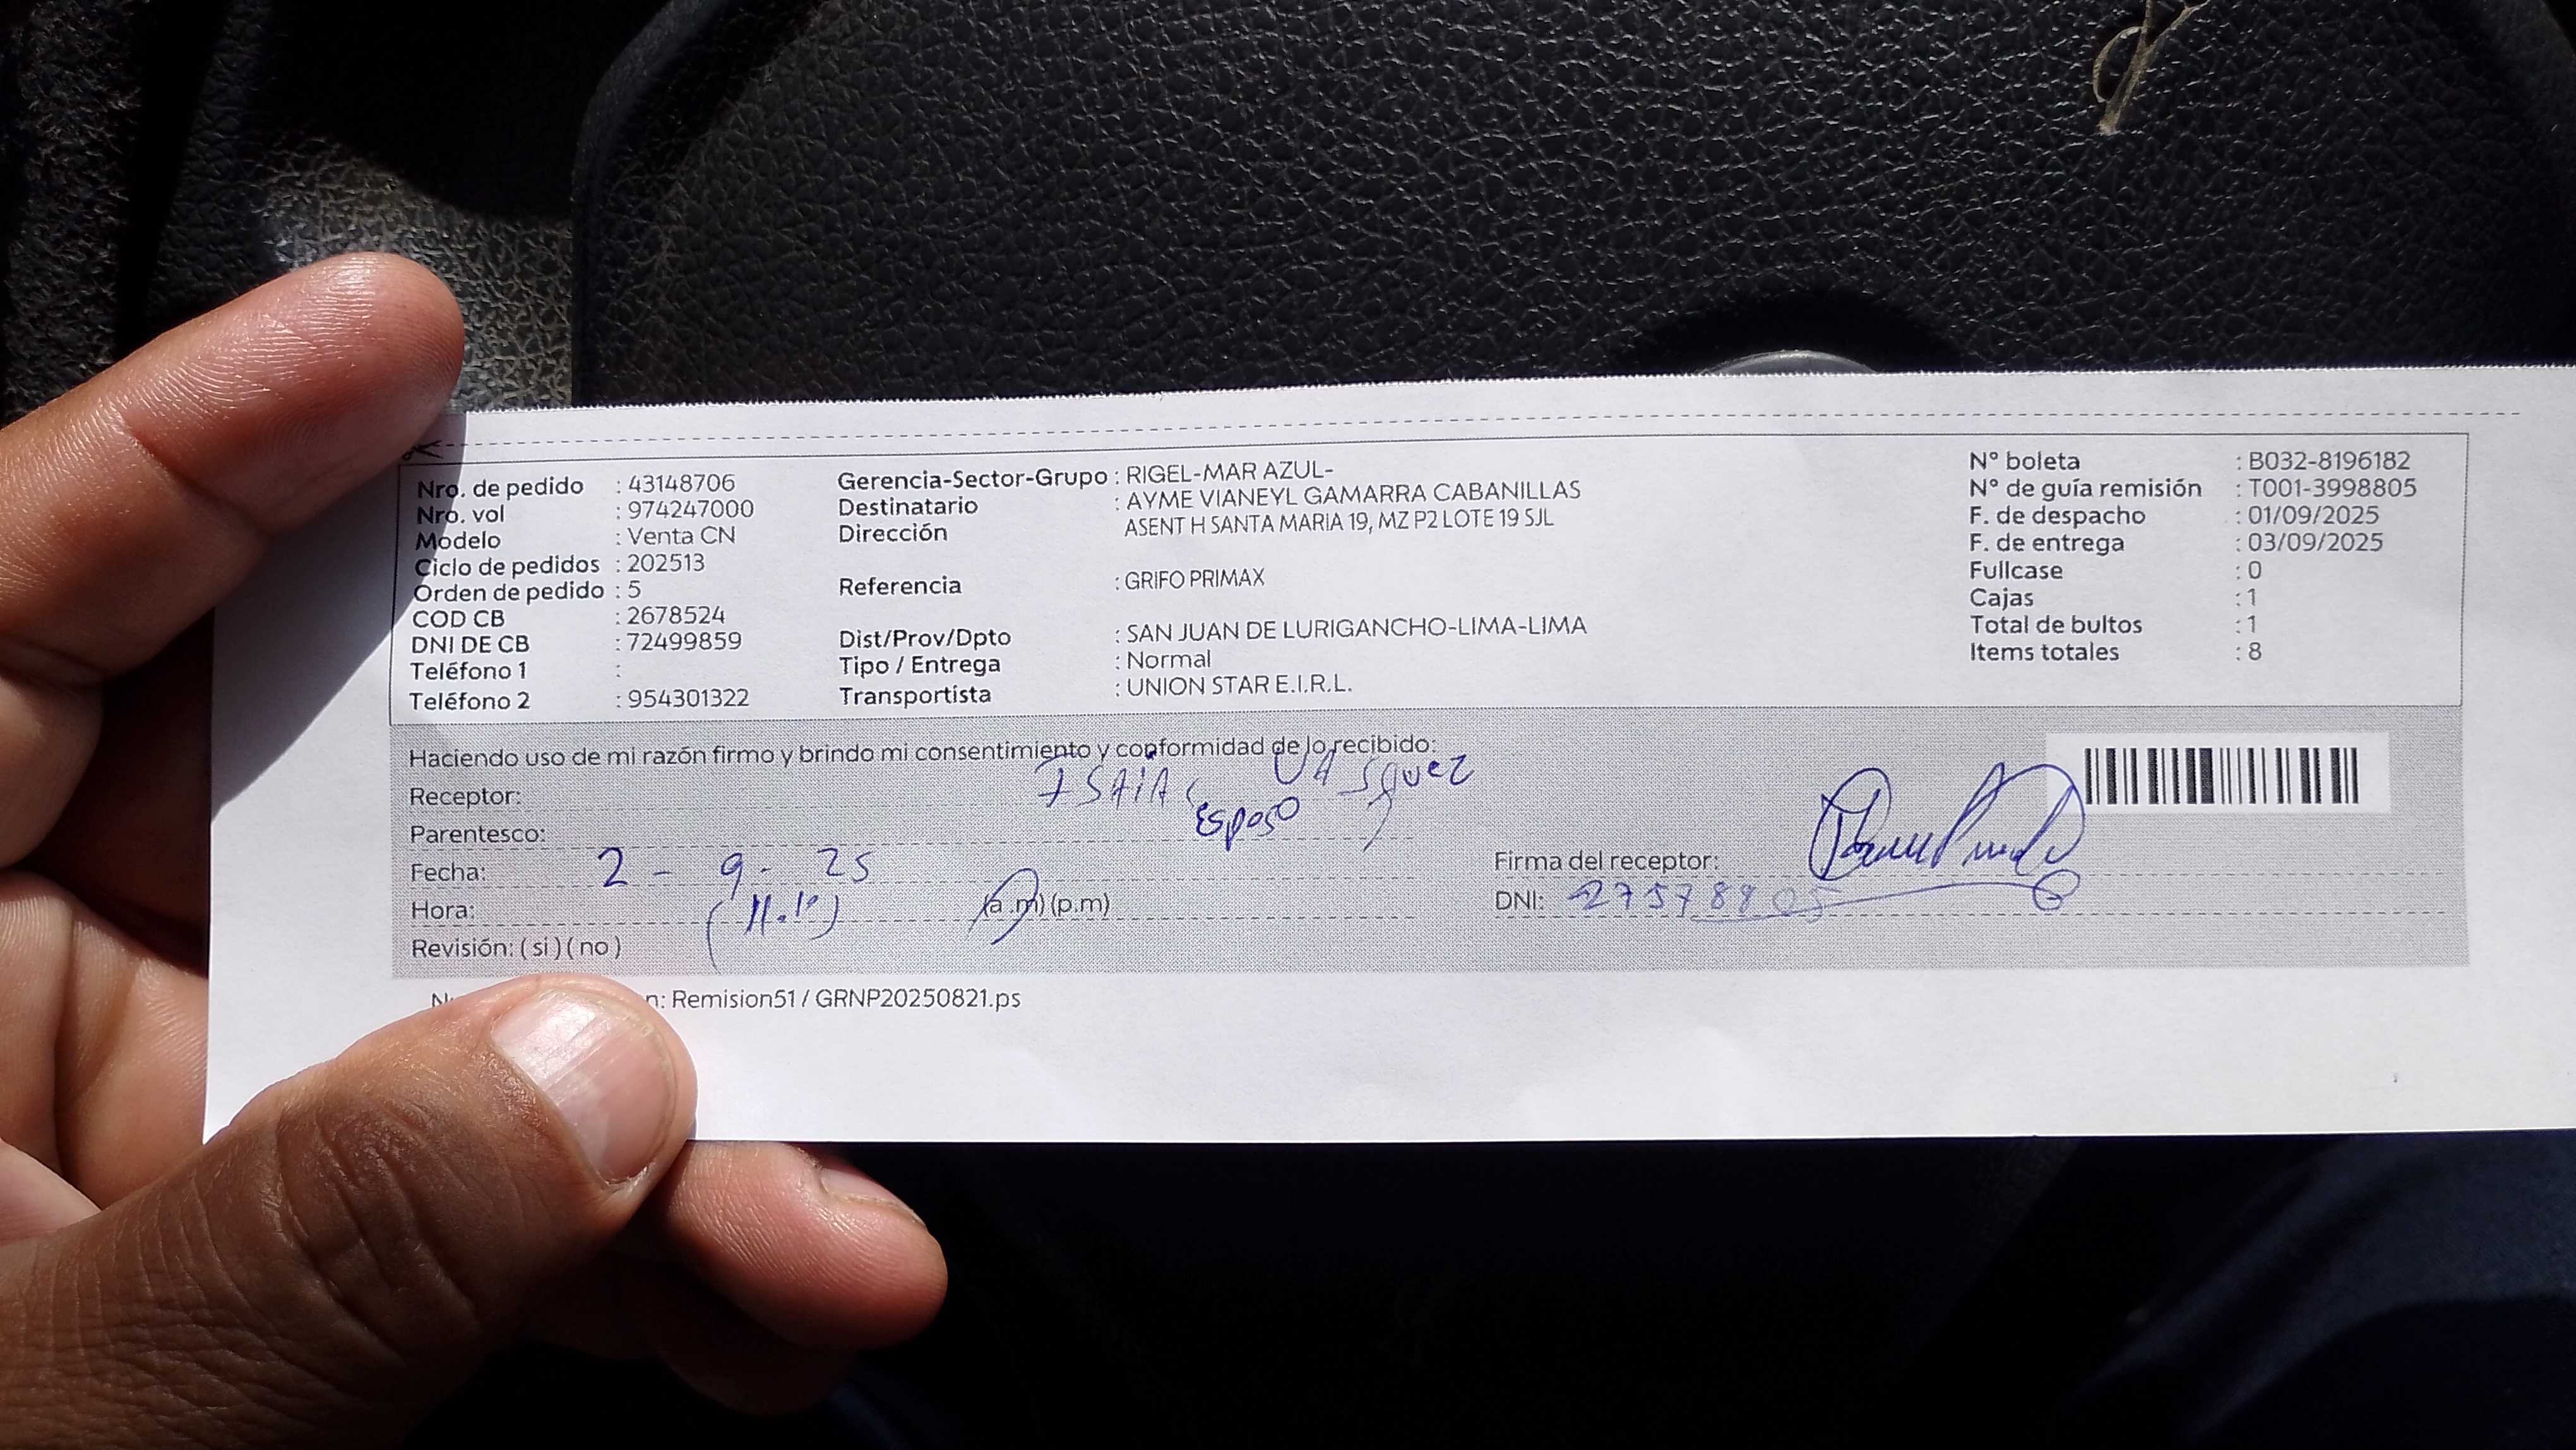 Nro. de pedido : 43148706
Nro. vol : 974247000
Modelo : Venta CN
Ciclo de pedidos : 202513
Orden de pedido : 5
COD CB : 2678524
DNI DE CB : 72499859
Teléfono 1 :
Teléfono 2 : 954301322
Gerencia-Sector-Grupo : RIGEL-MAR AZUL-
Destinatario : AYME VIANEYL GAMARRA CABANILLAS
Dirección ASENT H SANTA MARIA 19, MZ P2 LOTE 19 SJL
Referencia : GRIFO PRIMAX
Dist/Prov/Dpto : SAN JUAN DE LURIGANCHO-LIMA-LIMA
Tipo / Entrega : Normal
Transportista : UNION STAR E.I.R.L.
N° boleta : B032-8196182
N° de guía remisión : T001-3998805
F. de despacho : 01/09/2025
F. de entrega : 03/09/2025
Fullcase : 0
Cajas : 1
Total de bultos : 1
Items totales : 8
Haciendo uso de mi razón firmo y brindo mi consentimiento y conformidad de lo recibido:
Receptor: ISAIAS VASquez
Parentesco: Esposo
Fecha: 2 - 9 - 25
Hora: (a.m) (p.m)
Revisión: ( si ) ( no )
Firma del receptor:
DNI:
n: Remision51 / GRNP20250821.ps